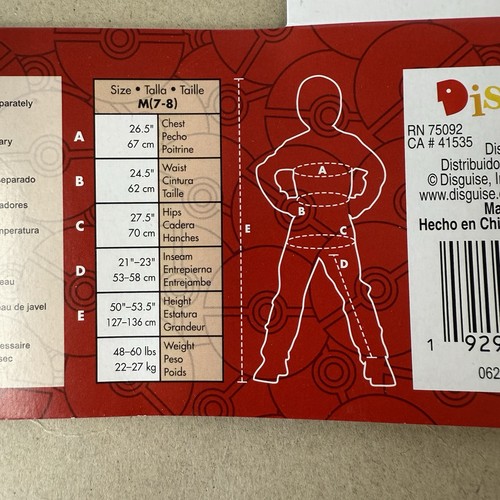 parately
ary
separado
adores
mperatura
eau
eau de javel
essaire
sec
Size • Talla • Taille
M(7-8)
A
26.5"
67 cm
Chest
Pecho
Poitrine
B
24.5"
62 cm
Waist
Cintura
Taille
C
27.5"
70 cm
Hips
Cadera
Hanches
D
21"–23"
53–58 cm
Inseam
Entrepierna
Entrejambe
E
50"–53.5"
127–136 cm
Height
Estatura
Grandeur
48–60 lbs
22–27 kg
Weight
Peso
Poids
A
B
C
D
E
Dis
RN 75092
CA # 41535
Dis
Distribuido
© Disguise, I
www.disguise.
Ma
Hecho en Chi
1 929
062